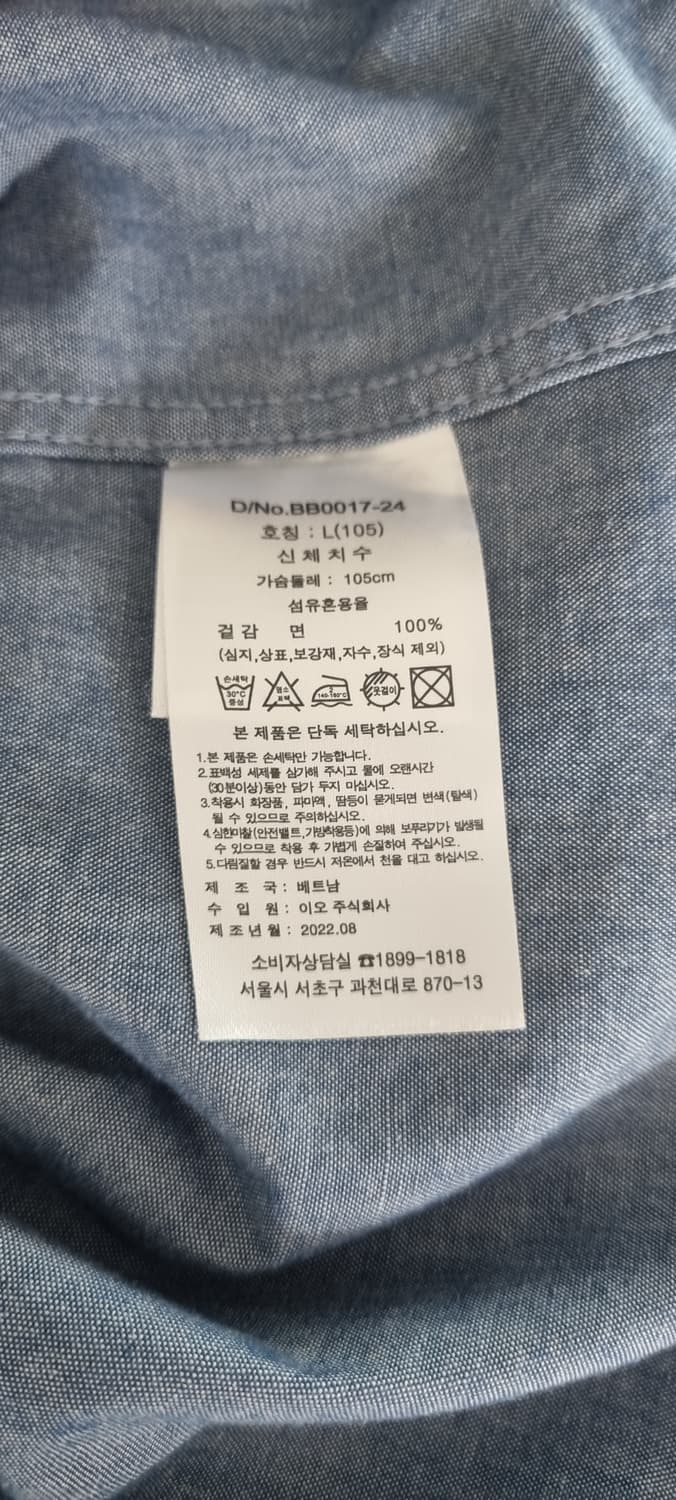 D/No.BB0017-24
호칭 : L(105)
신 체 치 수
가슴둘레 : 105cm
섬유혼용율
겉 감 면 100%
(심지,상표,보강재,자수,장식 제외)
손세탁 30°C 중성
염소 표백
2 140-160°C
옷걸이
본 제품은 단독 세탁하십시오.
1.본 제품은 손세탁만 가능합니다.
2.표백성 세제를 삼가해 주시고 물에 오랜시간
(30분이상)동안 담가 두지 마십시오.
3.착용시 화장품, 파마액, 땀등이 묻게되면 변색(탈색)
될 수 있으므로 주의하십시오.
4.심한마찰(안전밸트,가방착용등)에 의해 보푸라기가 발생될
수 있으므로 착용 후 가볍게 손질하여 주십시오.
5.다림질할 경우 반드시 저온에서 천을 대고 하십시오.
제 조 국 : 베트남
수 입 원 : 이오 주식회사
제 조 년 월 : 2022.08
소비자상담실 ☎1899-1818
서울시 서초구 과천대로 870-13